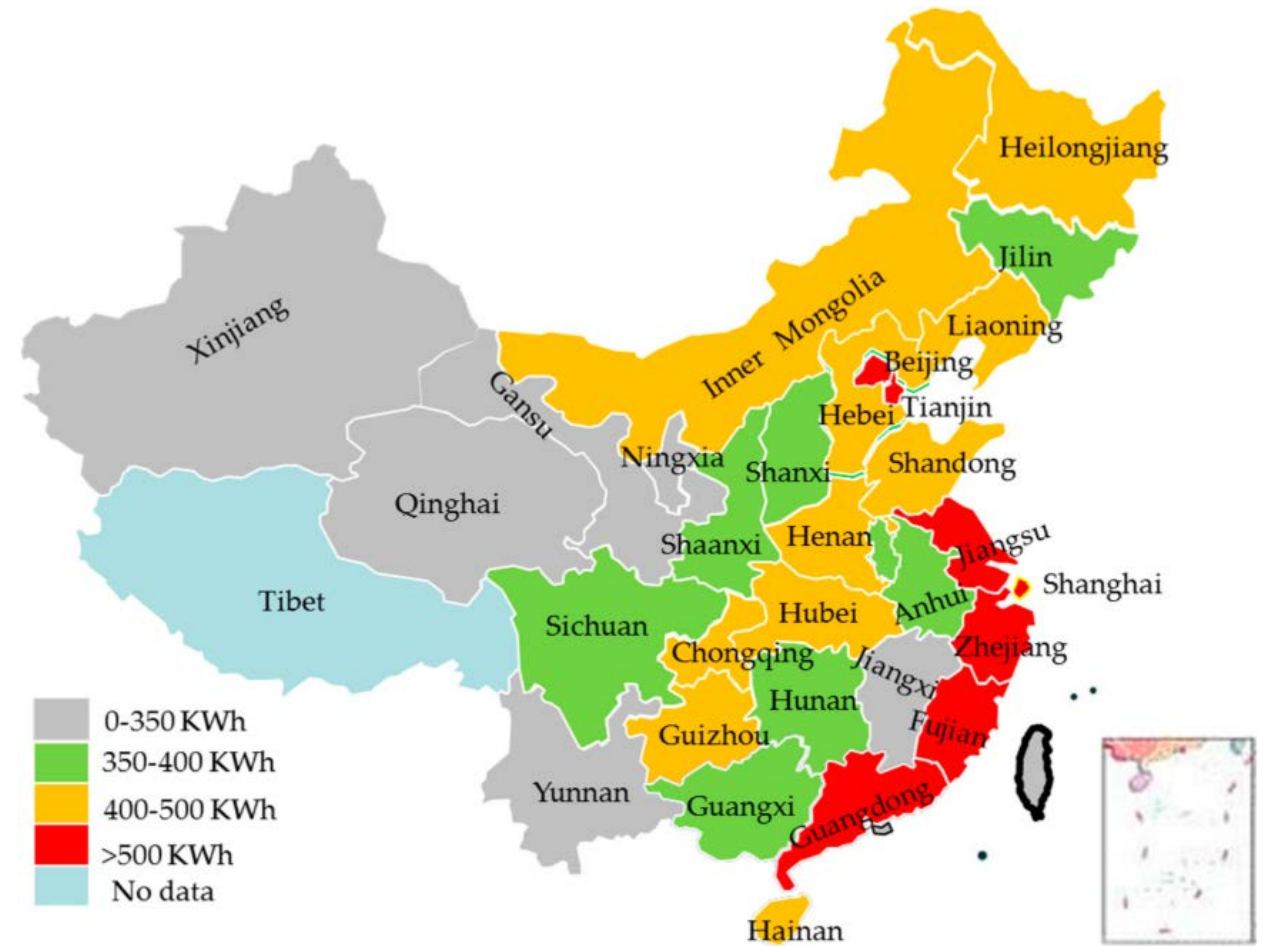 Heilongjiang
Jilin
Inner Mongolia
Liaoning
Xinjiang
Beijing
Gansu
Tianjin
Hebei
Ningxia
Shanxi
Shandong
Qinghai
Henan
Shaanxi
Jiangsu
Shanghai
Tibet
Anhui
Hubei
Sichuan
Zhejiang
Chongqing
Jiangxi
Hunan
Fujian
Guizhou
Yunnan
Guangxi
Guangdong
Hainan
0-350 KWh
350-400 KWh
400-500 KWh
>500 KWh
No data